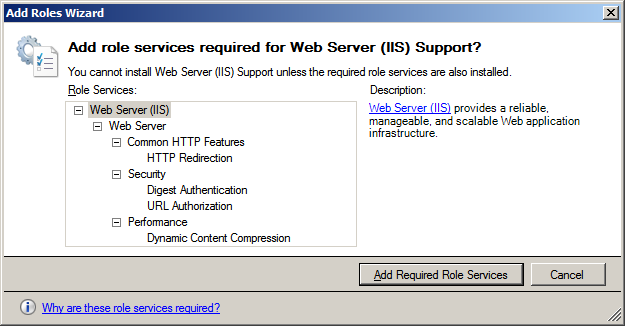 Add Roles Wizard
Add role services required for Web Server (IIS) Support?
You cannot install Web Server (IIS) Support unless the required role services are also installed.
Role Services:
Web Server (IIS)
Web Server
Common HTTP Features
HTTP Redirection
Security
Digest Authentication
URL Authorization
Performance
Dynamic Content Compression
Description:
Web Server (IIS) provides a reliable,
manageable, and scalable Web application
infrastructure.
Add Required Role Services
Cancel
Why are these role services required?